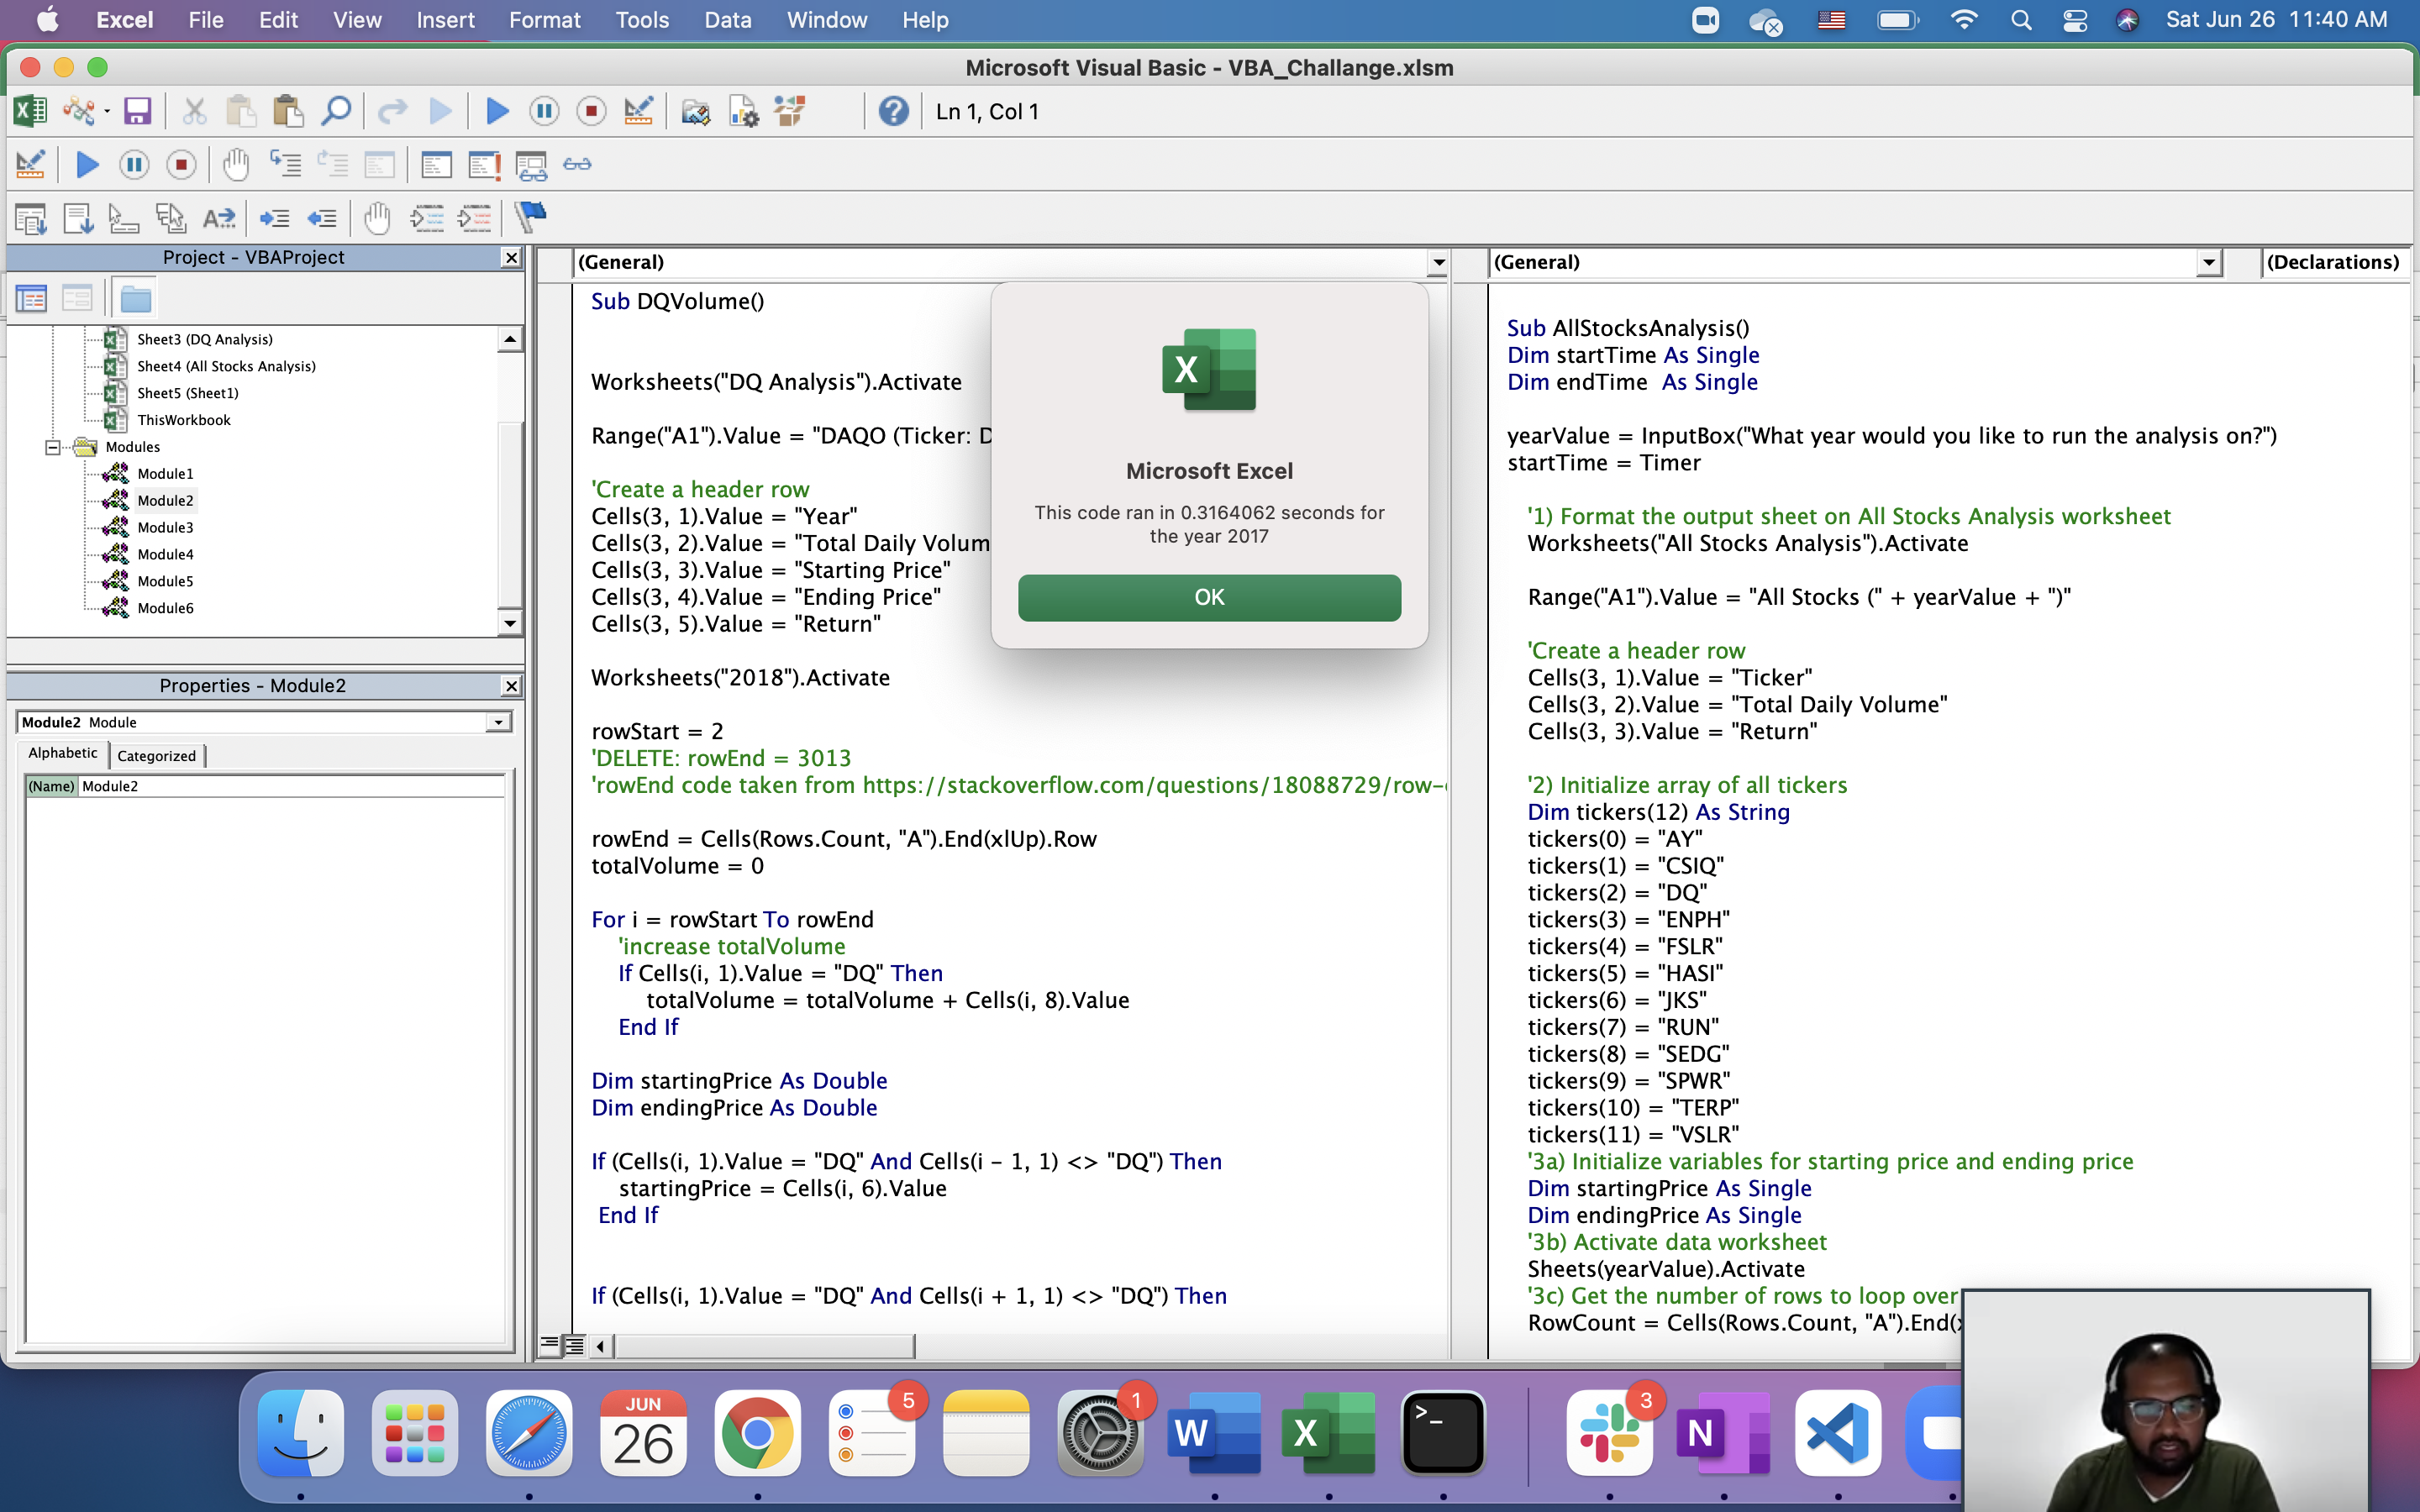 Excel File Edit View Insert Format Tools Data Window Help Sat Jun 26 11:40 AM
Microsoft Visual Basic - VBA_Challange.xlsm
Ln 1, Col 1
Project - VBAProject
Sheet3 (DQ Analysis)
Sheet4 (All Stocks Analysis)
Sheet5 (Sheet1)
ThisWorkbook
Modules
Module1
Module2
Module3
Module4
Module5
Module6
Properties - Module2
Module2 Module
Alphabetic Categorized
(Name) Module2
(General)
Sub DQVolume()
Worksheets("DQ Analysis").Activate
Range("A1").Value = "DAQO (Ticker: D
'Create a header row
Cells(3, 1).Value = "Year"
Cells(3, 2).Value = "Total Daily Volum
Cells(3, 3).Value = "Starting Price"
Cells(3, 4).Value = "Ending Price"
Cells(3, 5).Value = "Return"
Worksheets("2018").Activate
rowStart = 2
'DELETE: rowEnd = 3013
'rowEnd code taken from https://stackoverflow.com/questions/18088729/row-
rowEnd = Cells(Rows.Count, "A").End(xlUp).Row
totalVolume = 0
For i = rowStart To rowEnd
'increase totalVolume
If Cells(i, 1).Value = "DQ" Then
totalVolume = totalVolume + Cells(i, 8).Value
End If
Dim startingPrice As Double
Dim endingPrice As Double
If (Cells(i, 1).Value = "DQ" And Cells(i - 1, 1) <> "DQ") Then
startingPrice = Cells(i, 6).Value
End If
If (Cells(i, 1).Value = "DQ" And Cells(i + 1, 1) <> "DQ") Then
Microsoft Excel
This code ran in 0.3164062 seconds for
the year 2017
OK
(General) (Declarations)
Sub AllStocksAnalysis()
Dim startTime As Single
Dim endTime As Single
yearValue = InputBox("What year would you like to run the analysis on?")
startTime = Timer
'1) Format the output sheet on All Stocks Analysis worksheet
Worksheets("All Stocks Analysis").Activate
Range("A1").Value = "All Stocks (" + yearValue + ")"
'Create a header row
Cells(3, 1).Value = "Ticker"
Cells(3, 2).Value = "Total Daily Volume"
Cells(3, 3).Value = "Return"
'2) Initialize array of all tickers
Dim tickers(12) As String
tickers(0) = "AY"
tickers(1) = "CSIQ"
tickers(2) = "DQ"
tickers(3) = "ENPH"
tickers(4) = "FSLR"
tickers(5) = "HASI"
tickers(6) = "JKS"
tickers(7) = "RUN"
tickers(8) = "SEDG"
tickers(9) = "SPWR"
tickers(10) = "TERP"
tickers(11) = "VSLR"
'3a) Initialize variables for starting price and ending price
Dim startingPrice As Single
Dim endingPrice As Single
'3b) Activate data worksheet
Sheets(yearValue).Activate
'3c) Get the number of rows to loop over
RowCount = Cells(Rows.Count, "A").End(
JUN
26
5
1
W
X
3
N